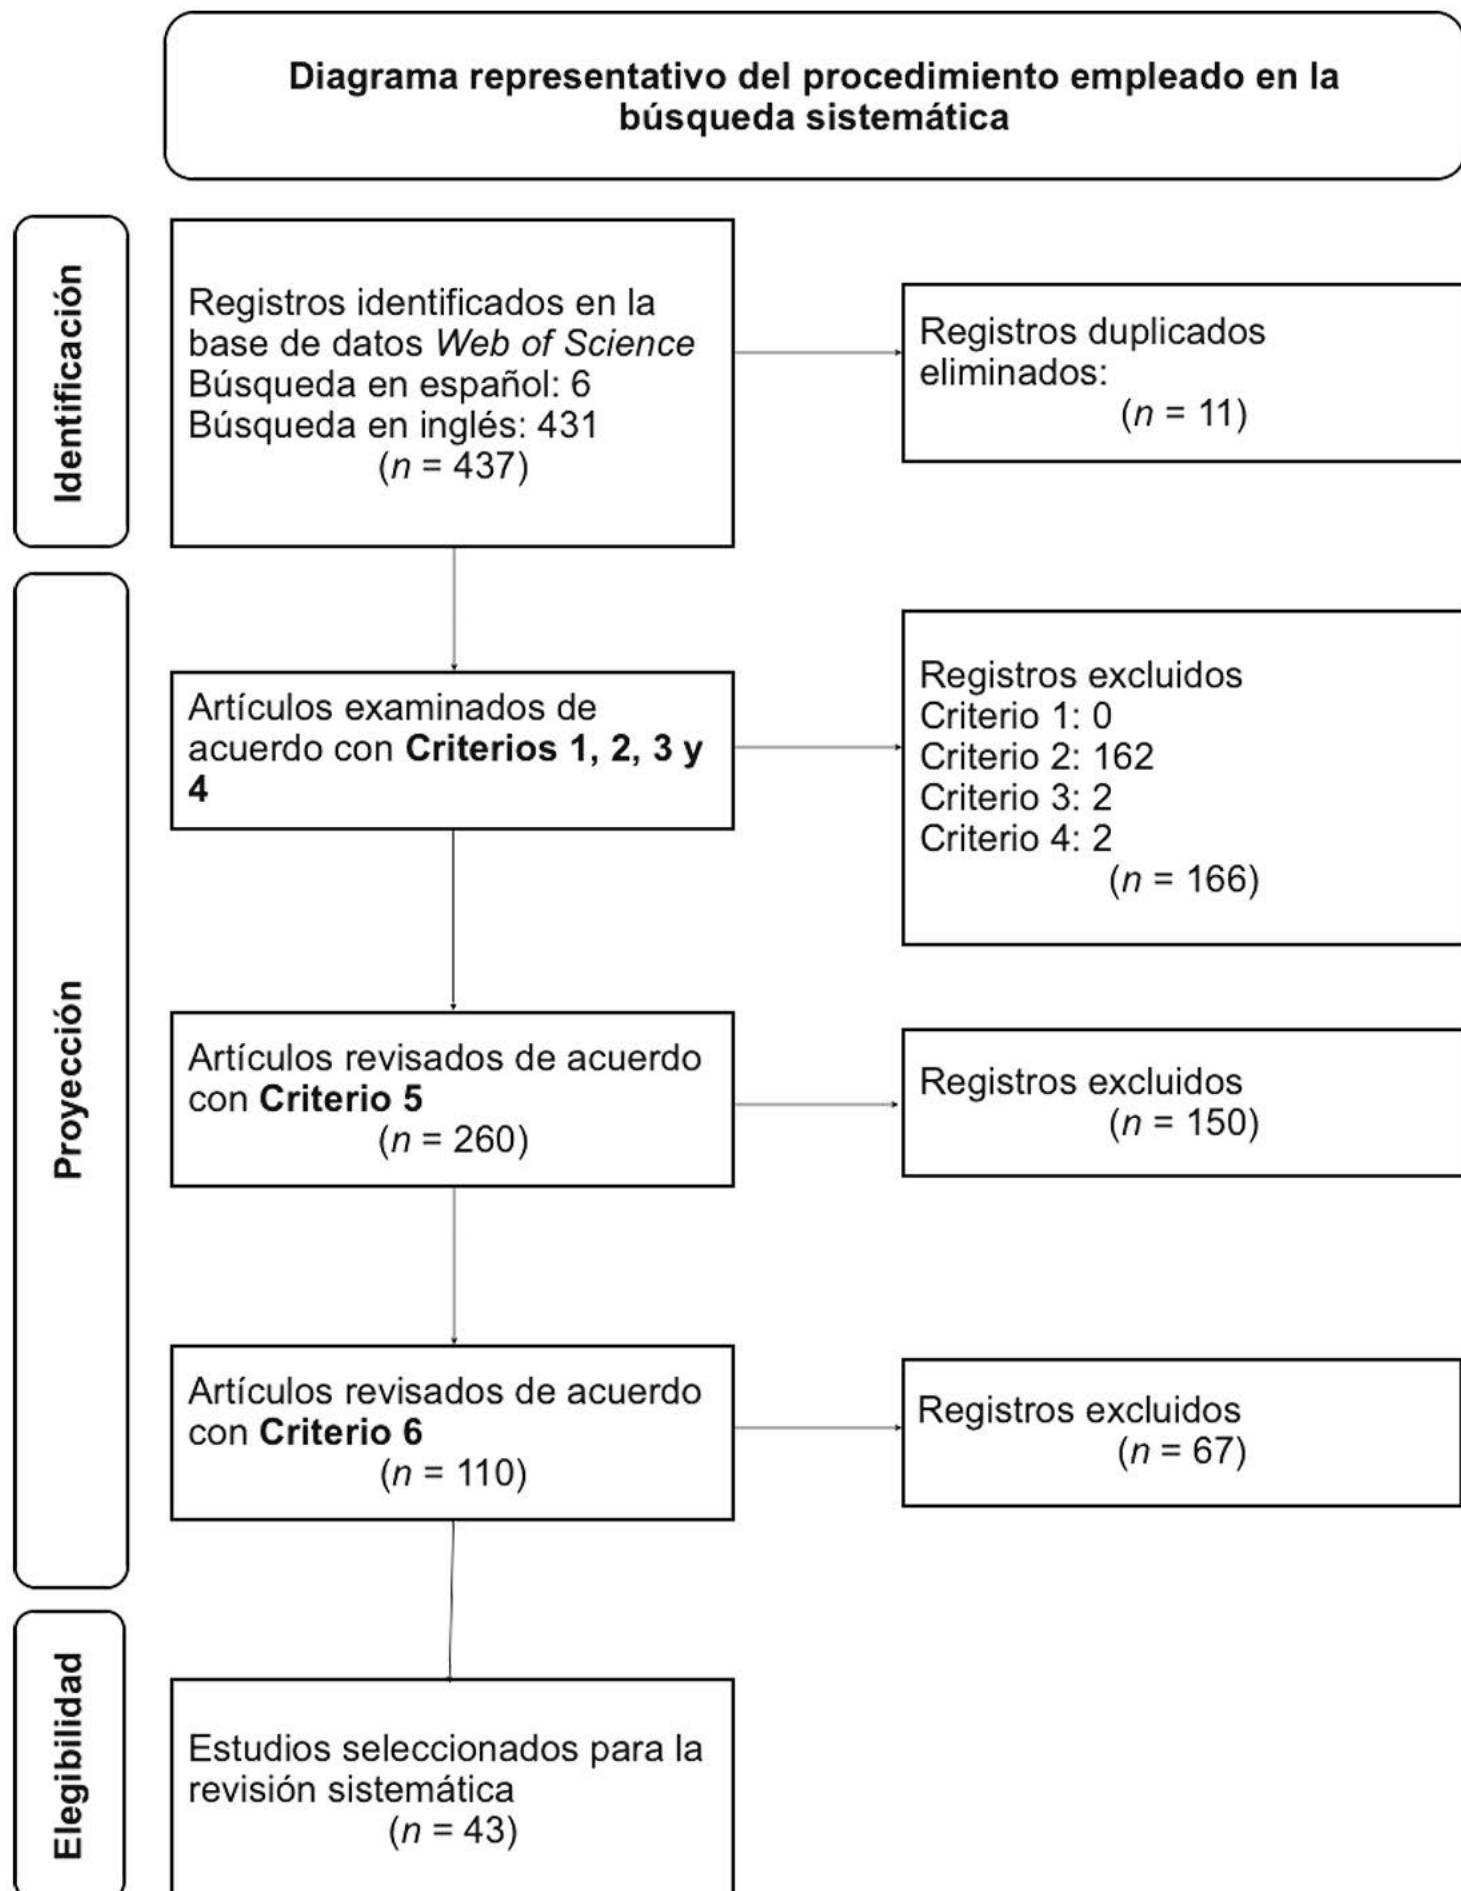 Diagrama representativo del procedimiento empleado en la
búsqueda sistemática
Identificación
Registros identificados en la
base de datos Web of Science
Búsqueda en español: 6
Búsqueda en inglés: 431
(n = 437)
Registros duplicados
eliminados:
(n = 11)
Proyección
Artículos examinados de
acuerdo con Criterios 1, 2, 3 y
4
Registros excluidos
Criterio 1: 0
Criterio 2: 162
Criterio 3: 2
Criterio 4: 2
(n = 166)
Artículos revisados de acuerdo
con Criterio 5
(n = 260)
Registros excluidos
(n = 150)
Artículos revisados de acuerdo
con Criterio 6
(n = 110)
Registros excluidos
(n = 67)
Elegibilidad
Estudios seleccionados para la
revisión sistemática
(n = 43)